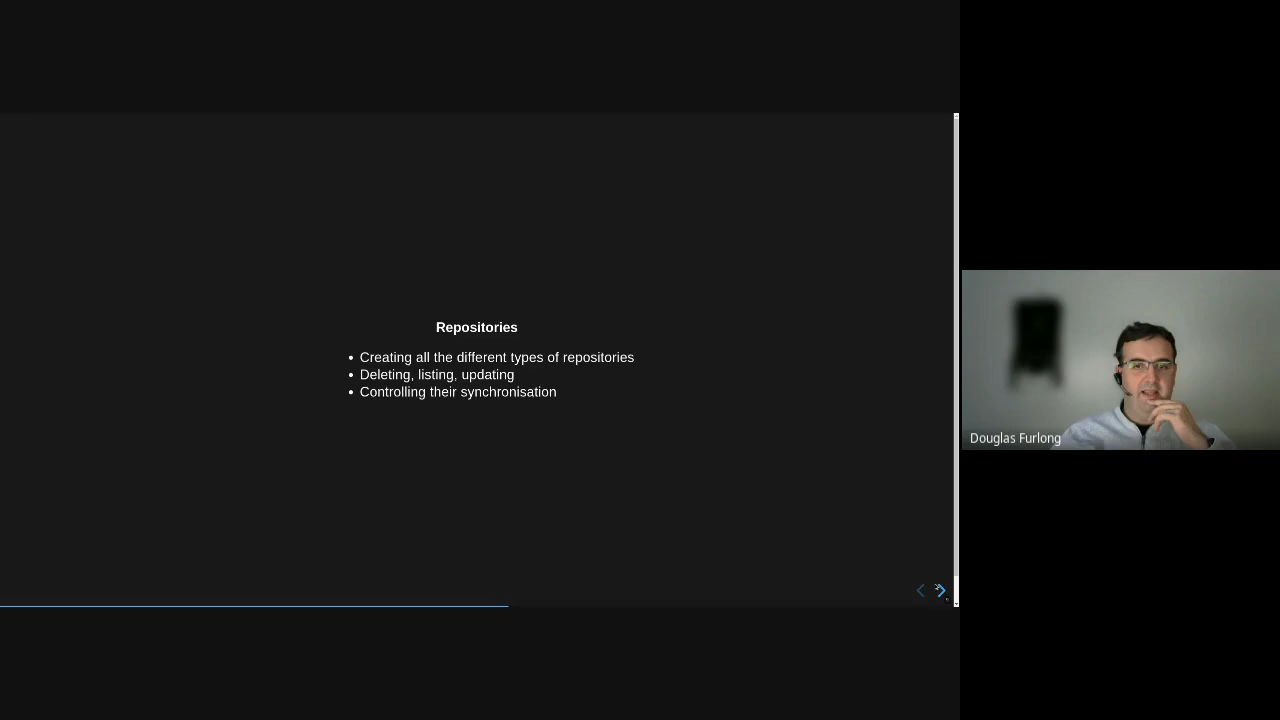 Repositories
• Creating all the different types of repositories
• Deleting, listing, updating
• Controlling their synchronisation
Douglas Furlong